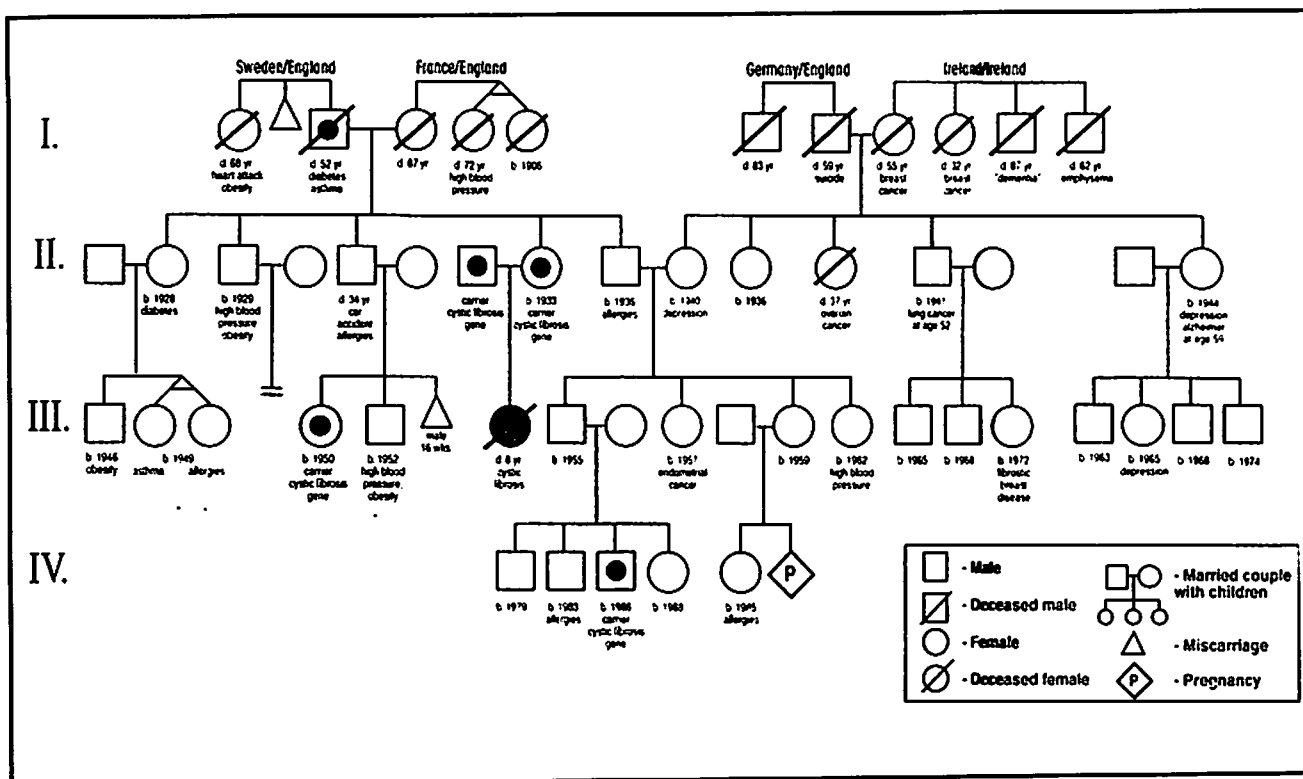 Sweden/England
France/England
Germany/England
Ireland/Ireland
I.
d 68 yr
heart attack
obesity
d 52 yr
diabetes
asthma
d 67 yr
d 72 yr
high blood
pressure
b 1906
d 83 yr
d 59 yr
suicide
d 55 yr
breast
cancer
d 32 yr
breast
cancer
d 87 yr
"dementia"
d 62 yr
emphysema
II.
b 1928
diabetes
b 1929
high blood
pressure
obesity
d 34 yr
car
accident
allergies
carrier
cystic fibrosis
gene
b 1933
carrier
cystic fibrosis
gene
b 1935
allergies
b 1940
depression
b 1936
d 37 yr
ovarian
cancer
lung cancer
at age 52
b 1944
depression
alzheimer
at age 59
III.
b 1946
obesity
b 1949
asthma
allergies
b 1950
carrier
cystic fibrosis
gene
b 1952
high blood
pressure,
obesity
male
16 wks
d 8 yr
cystic
fibrosis
b 1955
b 1957
endometrial
cancer
b 1959
b 1962
high blood
pressure
b 1965
b 1968
b 1972
fibrotic
breast
disease
b 1963
b 1965
depression
b 1968
b 1974
IV.
b 1979
b 1983
allergies
b 1986
carrier
cystic fibrosis
gene
b 1988
b 1985
allergies
P
- Male
- Deceased male
- Female
- Deceased female
- Married couple
with children
- Miscarriage
P - Pregnancy